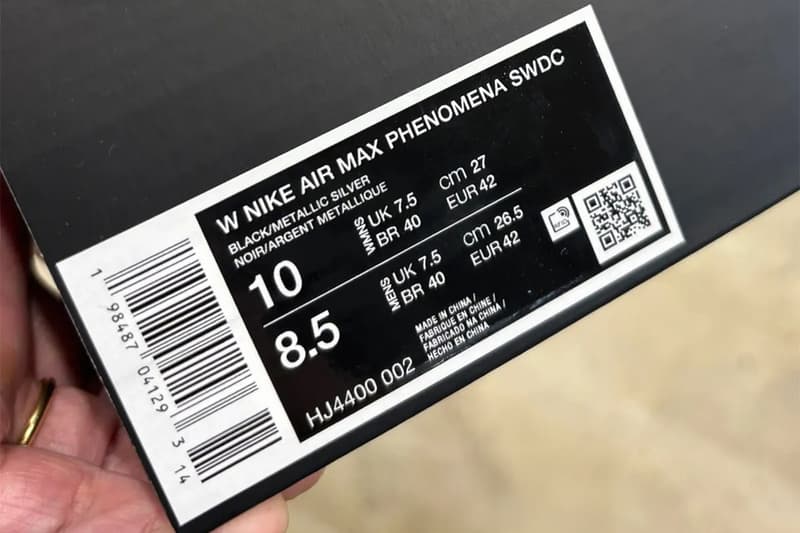 W NIKE AIR MAX PHENOMENA SWDC
BLACK/METALLIC SILVER
NOIR/ARGENT METALLIQUE
10
WMNS
UK 7.5 cm 27
BR 40 EUR 42
8.5
MENS
UK 7.5 cm 26.5
BR 40 EUR 42
HJ4400 002
MADE IN CHINA /
FABRIQUE EN CHINE /
FABRICADO NA CHINA /
HECHO EN CHINA
1 98487 04129 3 14